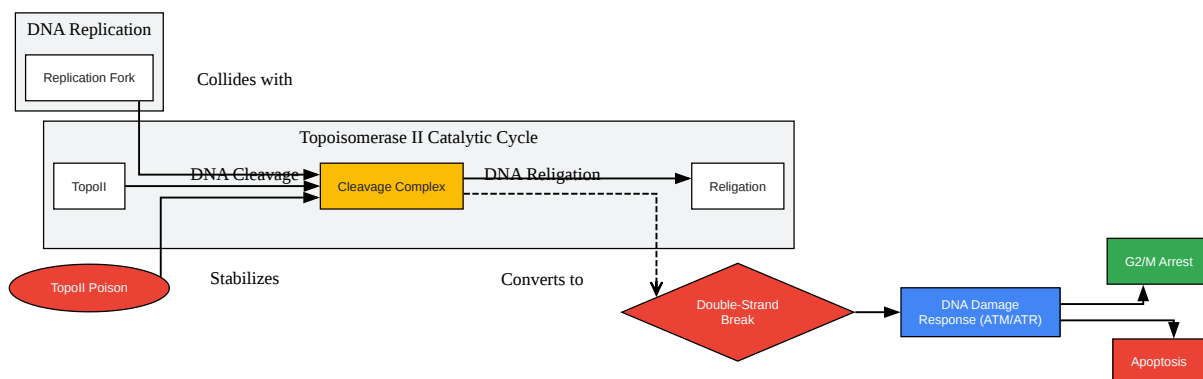 DNA Replication
Replication Fork
Collides with
Topoisomerase II Catalytic Cycle
TopoII
DNA Cleavage
Cleavage Complex
DNA Religation
Religation
TopoII Poison
Stabilizes
Converts to
Double-Strand
Break
DNA Damage
Response (ATM/ATR)
G2/M Arrest
Apoptosis